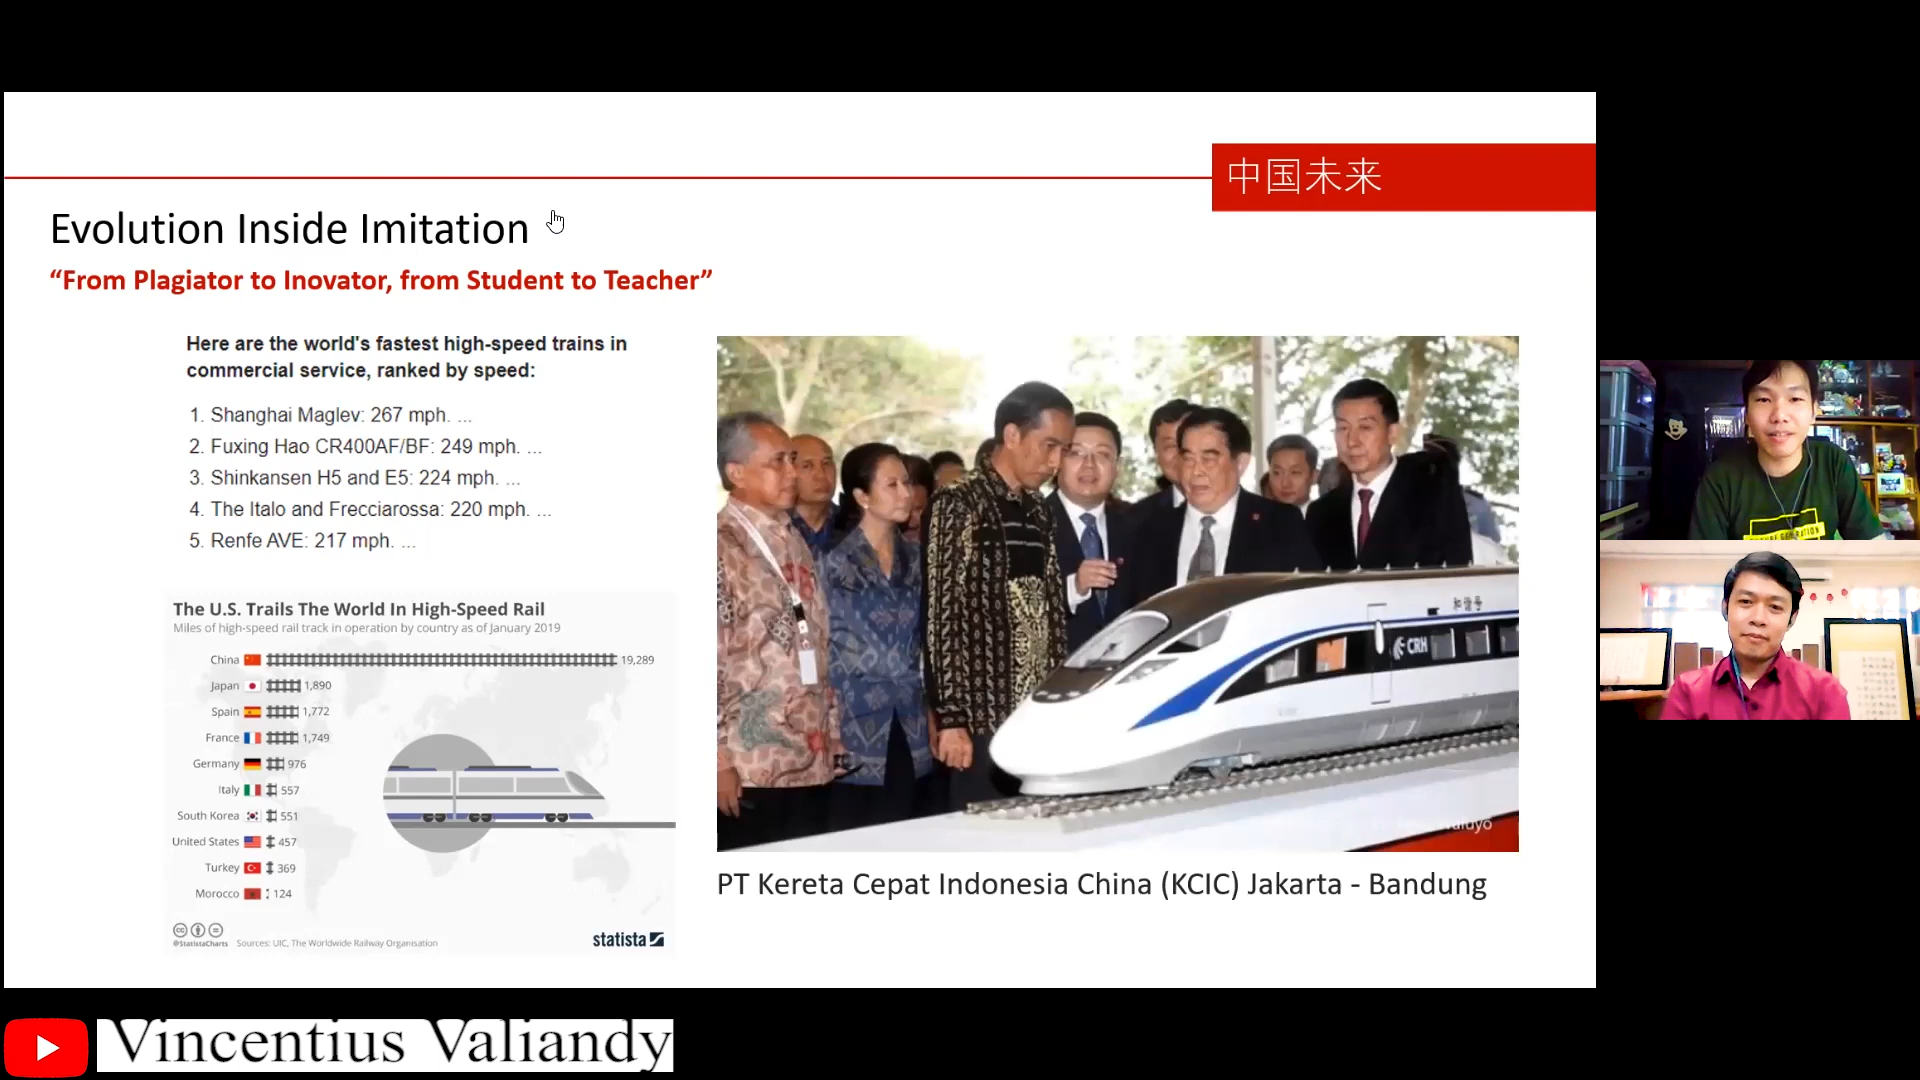 中国未来
Evolution Inside Imitation
“From Plagiator to Inovator, from Student to Teacher”
Here are the world's fastest high-speed trains in
commercial service, ranked by speed:
1. Shanghai Maglev: 267 mph. ...
2. Fuxing Hao CR400AF/BF: 249 mph. ...
3. Shinkansen H5 and E5: 224 mph. ...
4. The Italo and Frecciarossa: 220 mph. ...
5. Renfe AVE: 217 mph. ...
The U.S. Trails The World In High-Speed Rail
Miles of high-speed rail track in operation by country as of January 2019
China 19,289
Japan 1,890
Spain 1,772
France 1,749
Germany 976
Italy 557
South Korea 551
United States 457
Turkey 369
Morocco 124
@StatistaCharts Sources: UIC, The Worldwide Railway Organisation
statista
和谐号
CRH
PT Kereta Cepat Indonesia China (KCIC) Jakarta - Bandung
Vincentius Valiandy